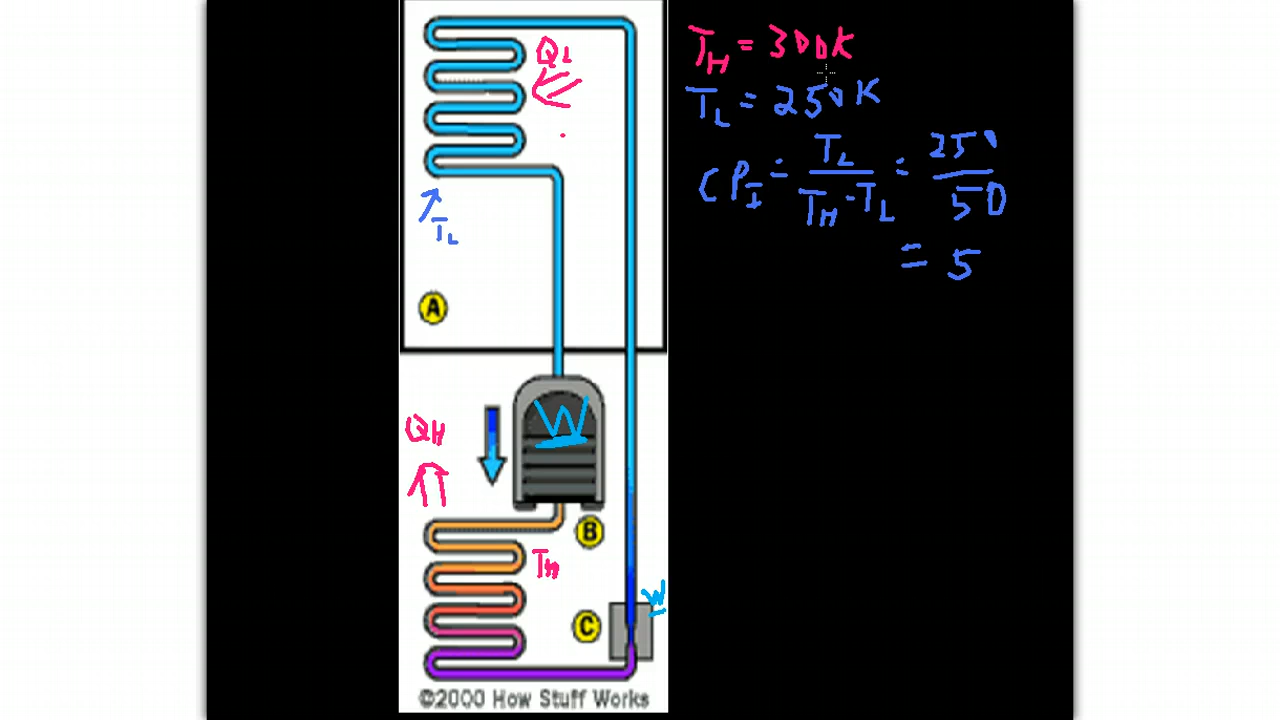 QL
TL
A
W
QH
B
TH
W
C
©2000 How Stuff Works
TH = 300K
TL = 250K
CPI = TL / TH - TL = 250 / 50
= 5